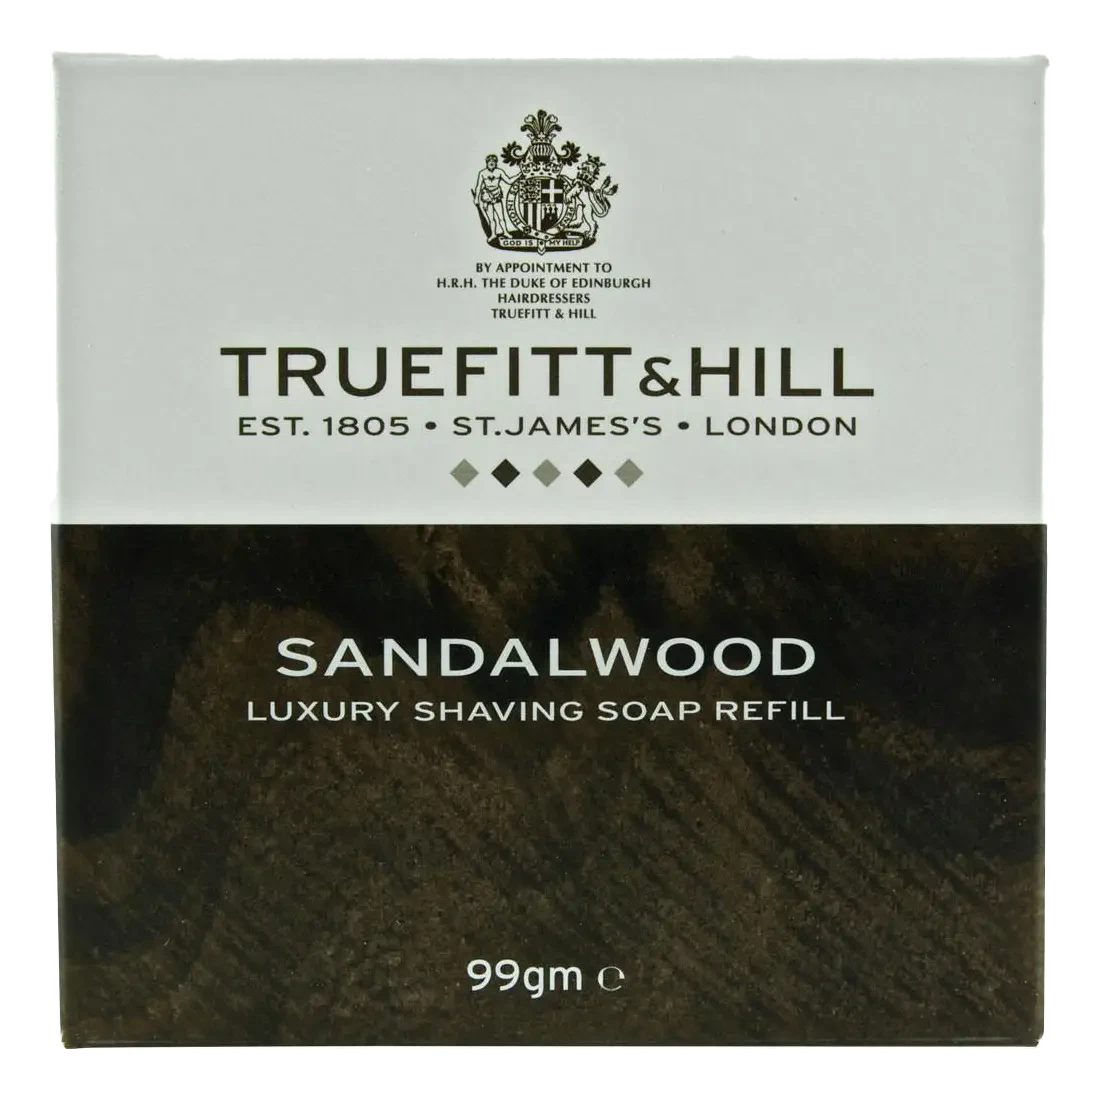 GOD IS MY HELP
BY APPOINTMENT TO
H.R.H. THE DUKE OF EDINBURGH
HAIRDRESSERS
TRUEFITT & HILL
TRUEFITT&HILL
EST. 1805 • ST.JAMES'S • LONDON
SANDALWOOD
LUXURY SHAVING SOAP REFILL
99gm ℮